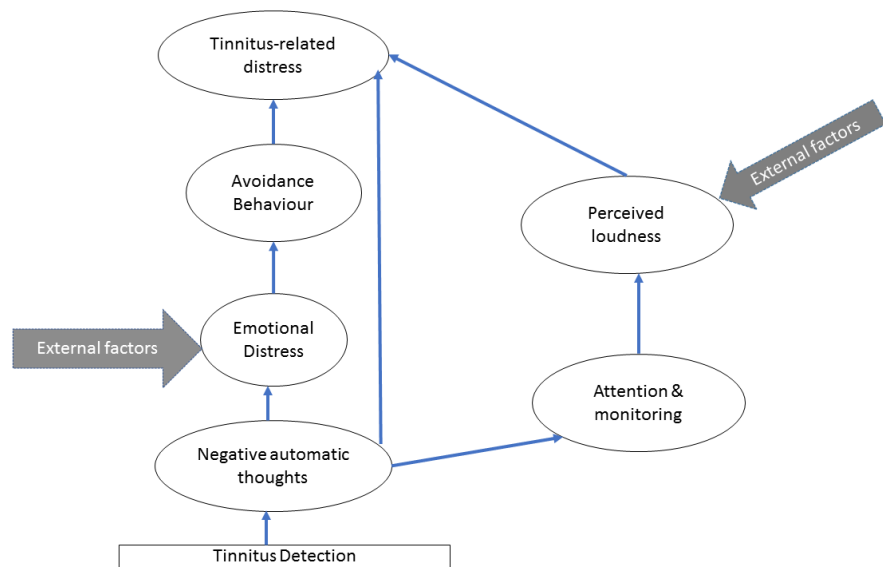 Tinnitus-related
distress
External factors
Avoidance
Behaviour
Perceived
loudness
Emotional
Distress
External factors
Attention &
monitoring
Negative automatic
thoughts
Tinnitus Detection